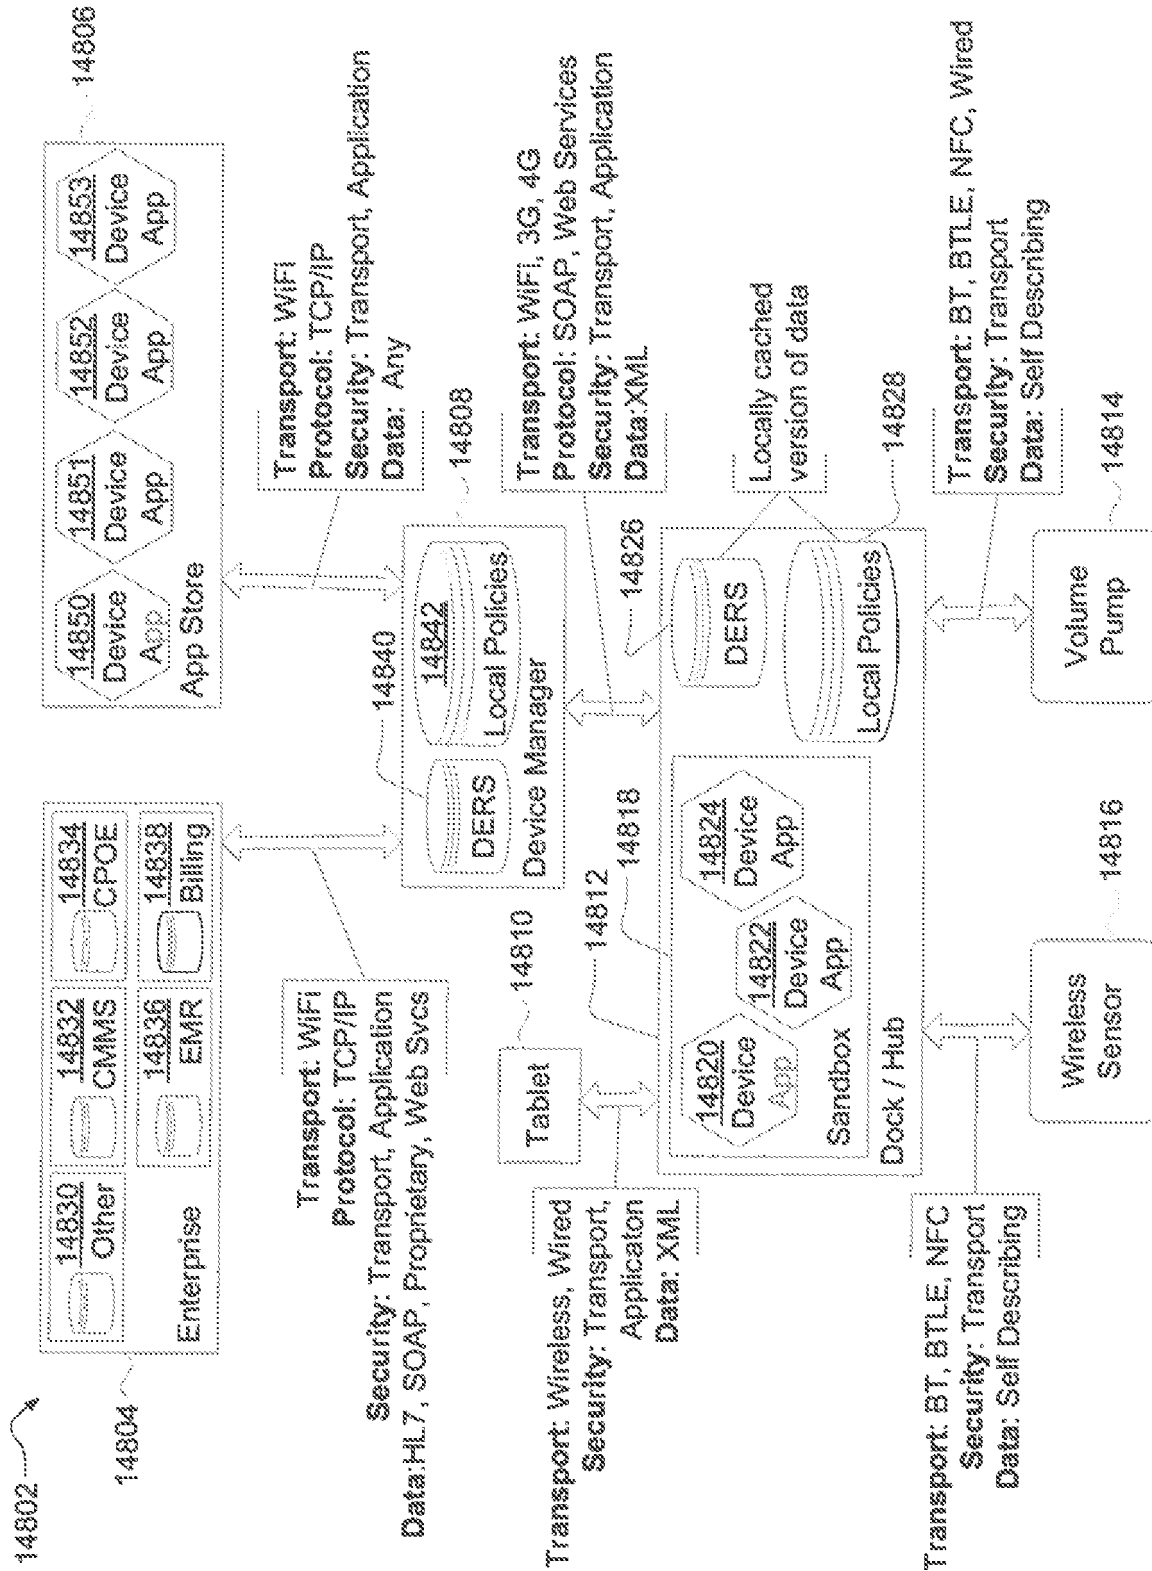 14802
14804
14830
Other
14832
CMMS
14834
CPOE
14836
EMR
14838
Billing
Enterprise
14806
14850
Device
App
14851
Device
App
14852
Device
App
14853
Device
App
App Store
Transport: WiFi
Protocol: TCP/IP
Security: Transport, Application
Data:HL7, SOAP, Proprietary, Web Svcs
Transport: WiFi
Protocol: TCP/IP
Security: Transport, Application
Data: Any
14840
14808
DERS
14842
Local Policies
Device Manager
14810
Tablet
Transport: Wireless, Wired
Security: Transport,
Applicaton
Data: XML
Transport: WiFi, 3G, 4G
Protocol: SOAP, Web Services
Security: Transport, Application
Data:XML
14812
14818
14826
14820
Device
App
14822
Device
App
14824
Device
App
Sandbox
Dock / Hub
DERS
Local Policies
Locally cached
version of data
14828
Transport: BT, BTLE, NFC
Security: Transport
Data: Self Describing
Transport: BT, BTLE, NFC, Wired
Security: Transport
Data: Self Describing
Wireless
Sensor
14816
Volume
Pump
14814